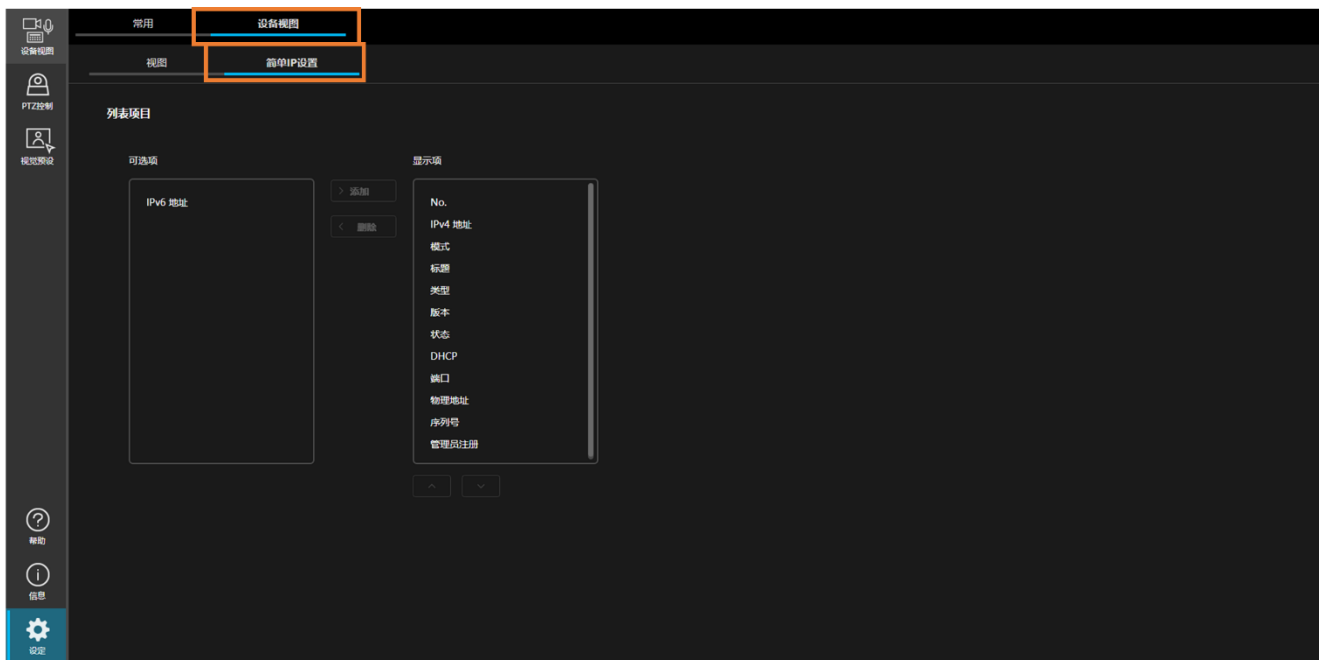 常用
设备视图
设备视图
视图
简单IP设置
PTZ控制
列表项目
视觉预设
可选项
显示项
IPv6 地址
> 添加
< 删除
No.
IPv4 地址
模式
标题
类型
版本
状态
DHCP
端口
物理地址
序列号
管理员注册
帮助
信息
设定